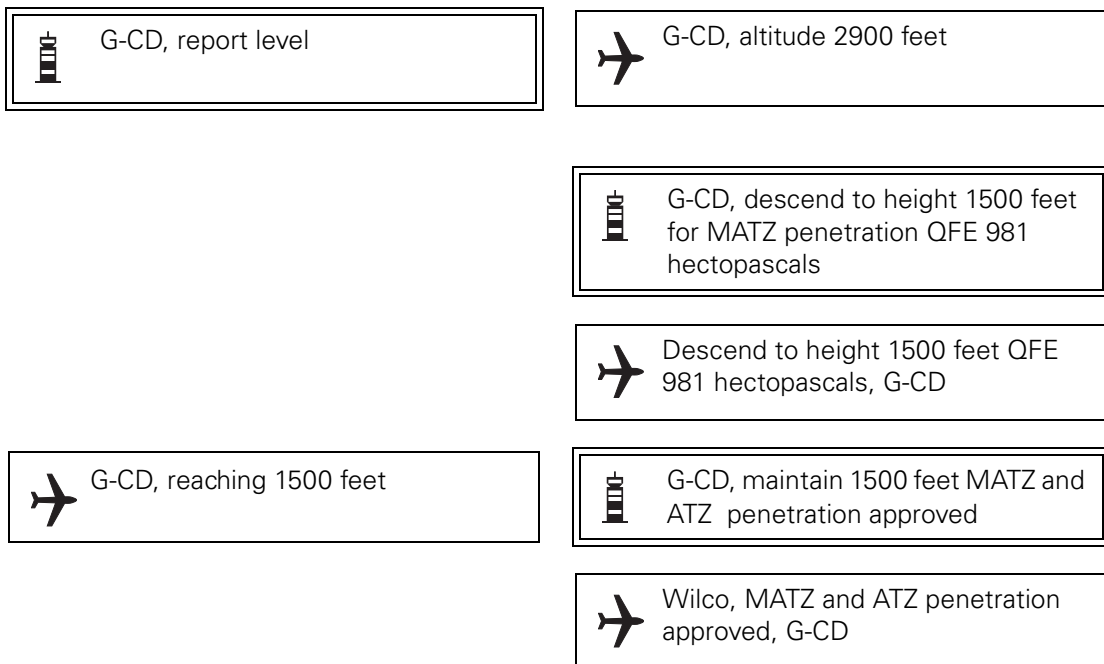 G-CD, report level
G-CD, altitude 2900 feet
G-CD, descend to height 1500 feet
for MATZ penetration QFE 981
hectopascals
Descend to height 1500 feet QFE
981 hectopascals, G-CD
G-CD, reaching 1500 feet
G-CD, maintain 1500 feet MATZ and
ATZ penetration approved
Wilco, MATZ and ATZ penetration
approved, G-CD